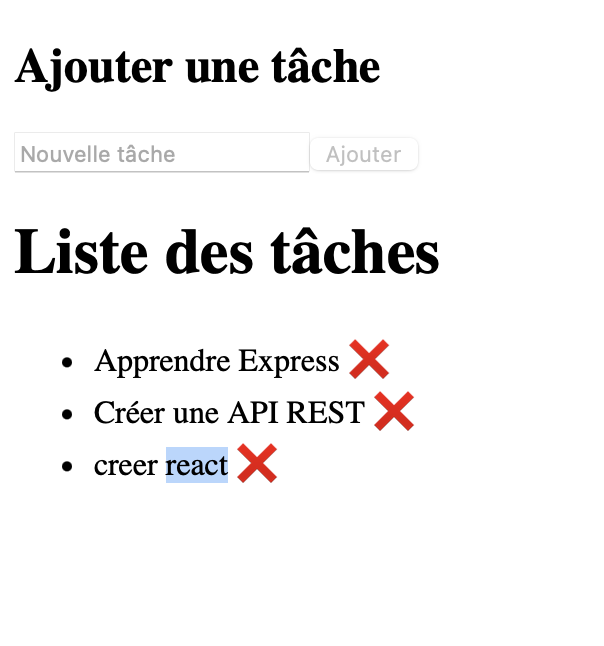 Ajouter une tâche
Nouvelle tâche Ajouter
Liste des tâches
Apprendre Express ❌
Créer une API REST ❌
creer react ❌